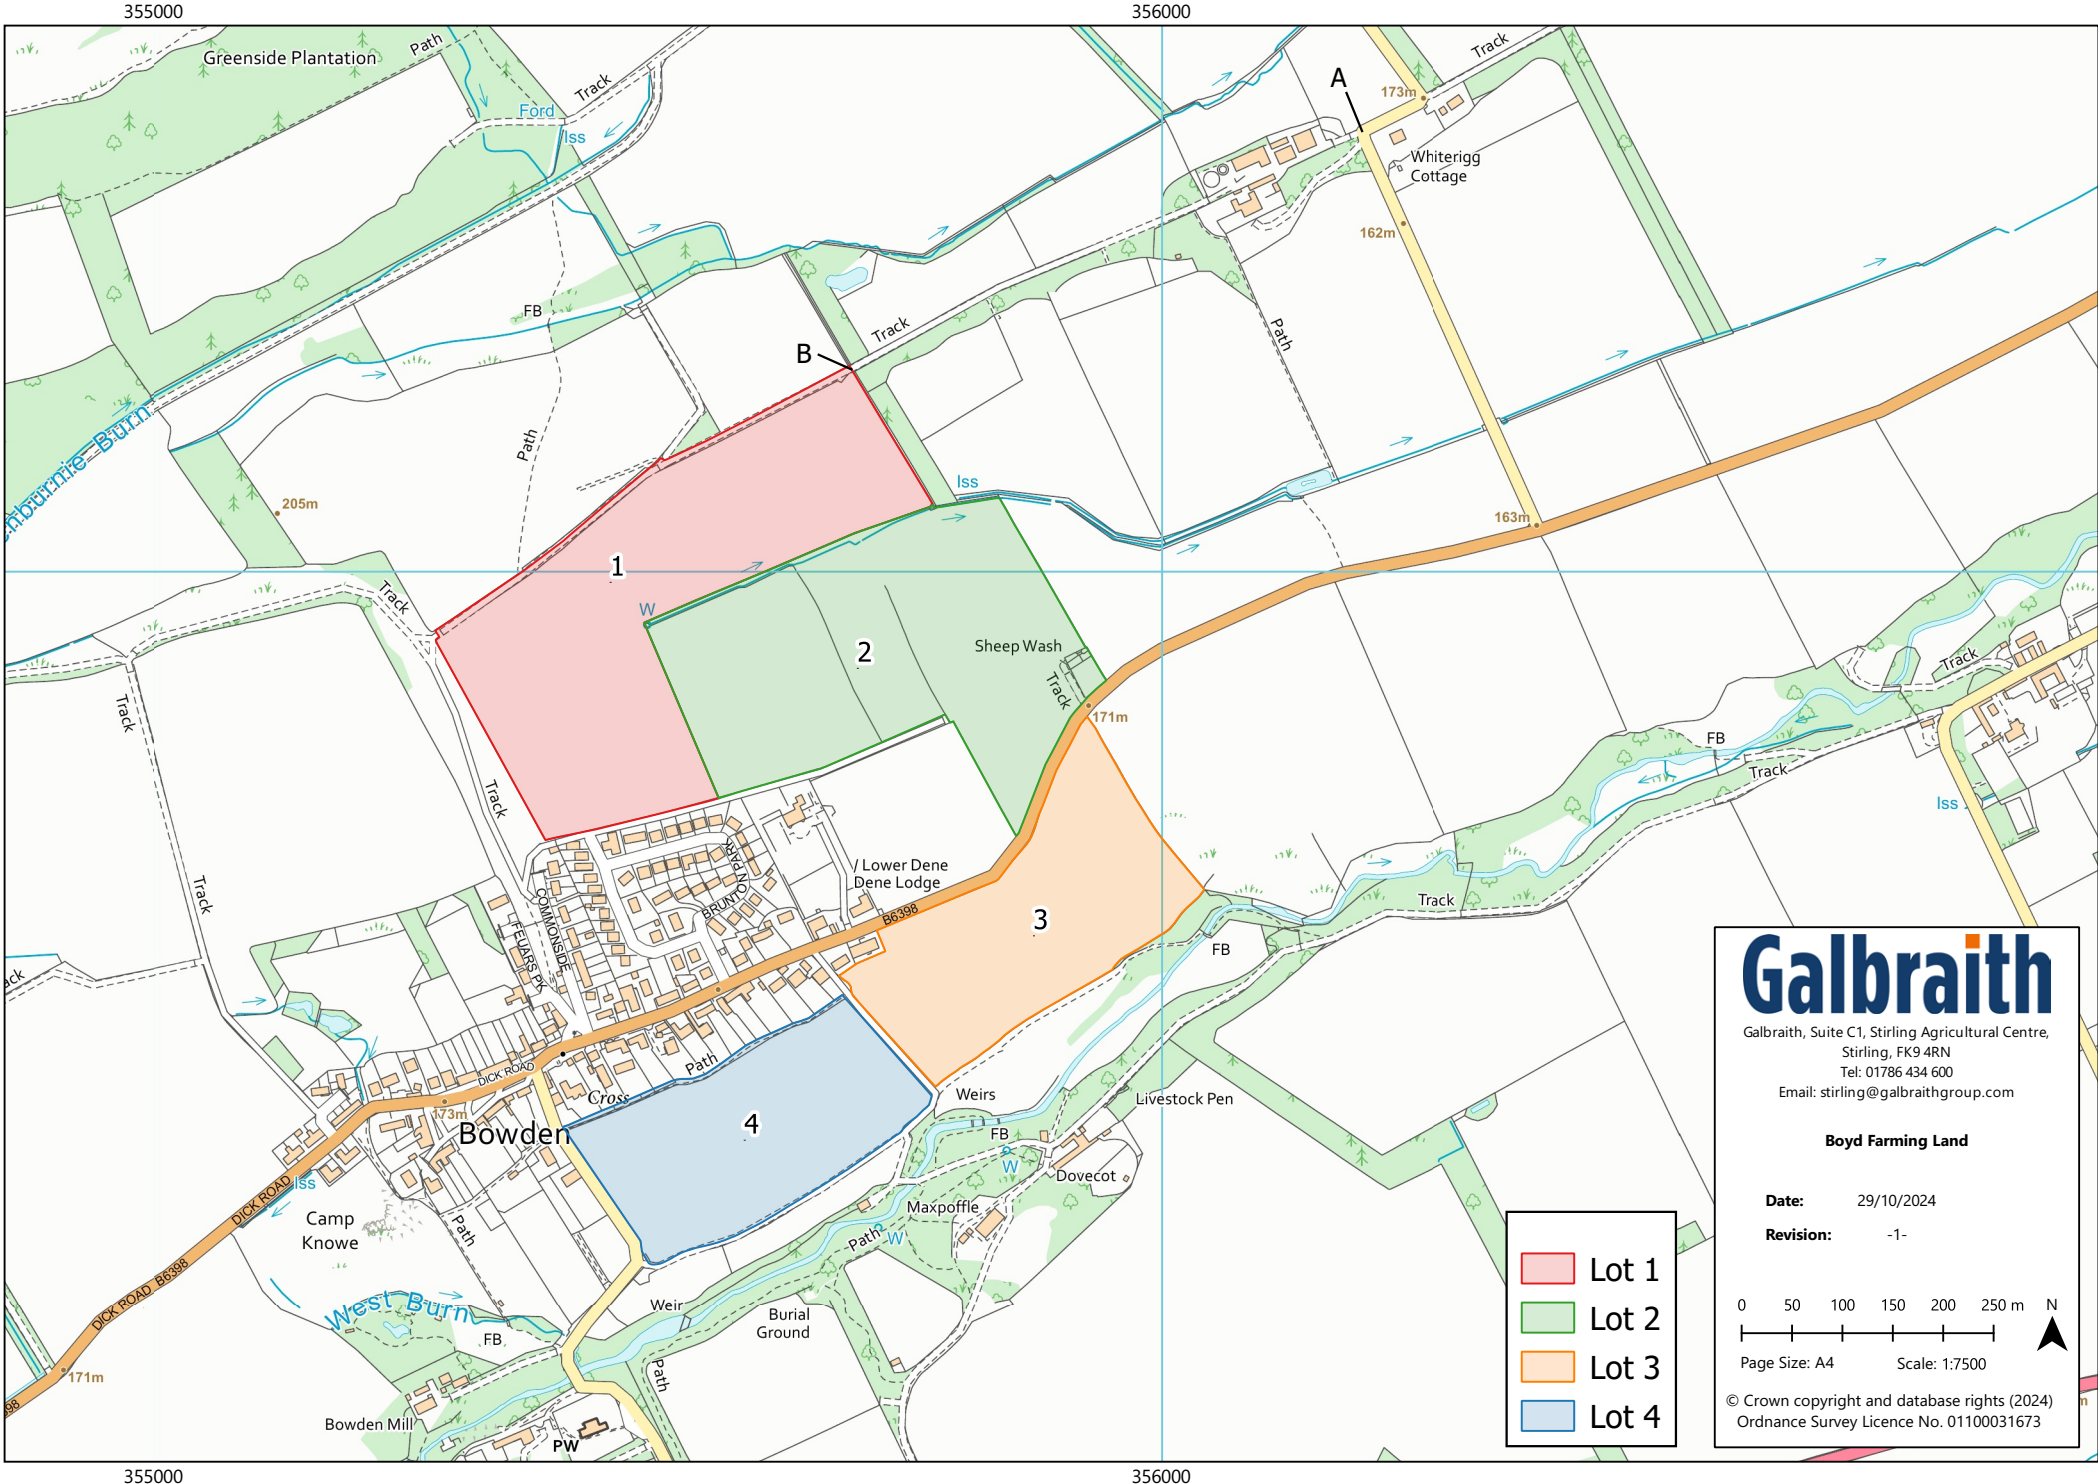 355000
356000
Greenside Plantation
Path
Track
Ford
Iss
Track
A
173m
Whiterigg
Cottage
162m
FB
Track
B
Path
Path
205m
Iss
163m
1
Track
W
2
Sheep Wash
Track
171m
Track
FB
Track
Iss
Track
Track
Track
PARK
BRUNTON
COMMONSIDE
FEUARS PK
Lower Dene
Dene Lodge
B6398
3
FB
Track
Path
DICK ROAD
Cross
173m
Bowden
4
Weirs
FB
W
Livestock Pen
Dovecot
Maxpoffle
Path
W
DICK ROAD
Iss
Camp
Knowe
Path
DICK ROAD B6398
West Burn
FB
Weir
Burial
Ground
Path
171m
Bowden Mill
PW
Lot 1
Lot 2
Lot 3
Lot 4
Galbraith
Galbraith, Suite C1, Stirling Agricultural Centre,
Stirling, FK9 4RN
Tel: 01786 434 600
Email: stirling@galbraithgroup.com
Boyd Farming Land
Date: 29/10/2024
Revision: -1-
0 50 100 150 200 250 m N
Page Size: A4 Scale: 1:7500
© Crown copyright and database rights (2024)
Ordnance Survey Licence No. 01100031673
355000
356000